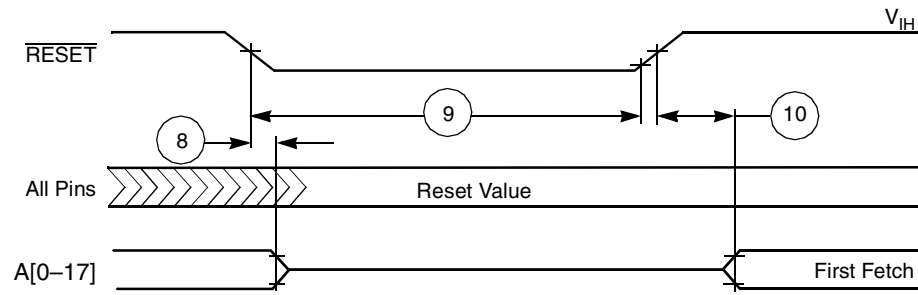 V_IH
RESET
9
10
8
All Pins
Reset Value
A[0–17]
First Fetch